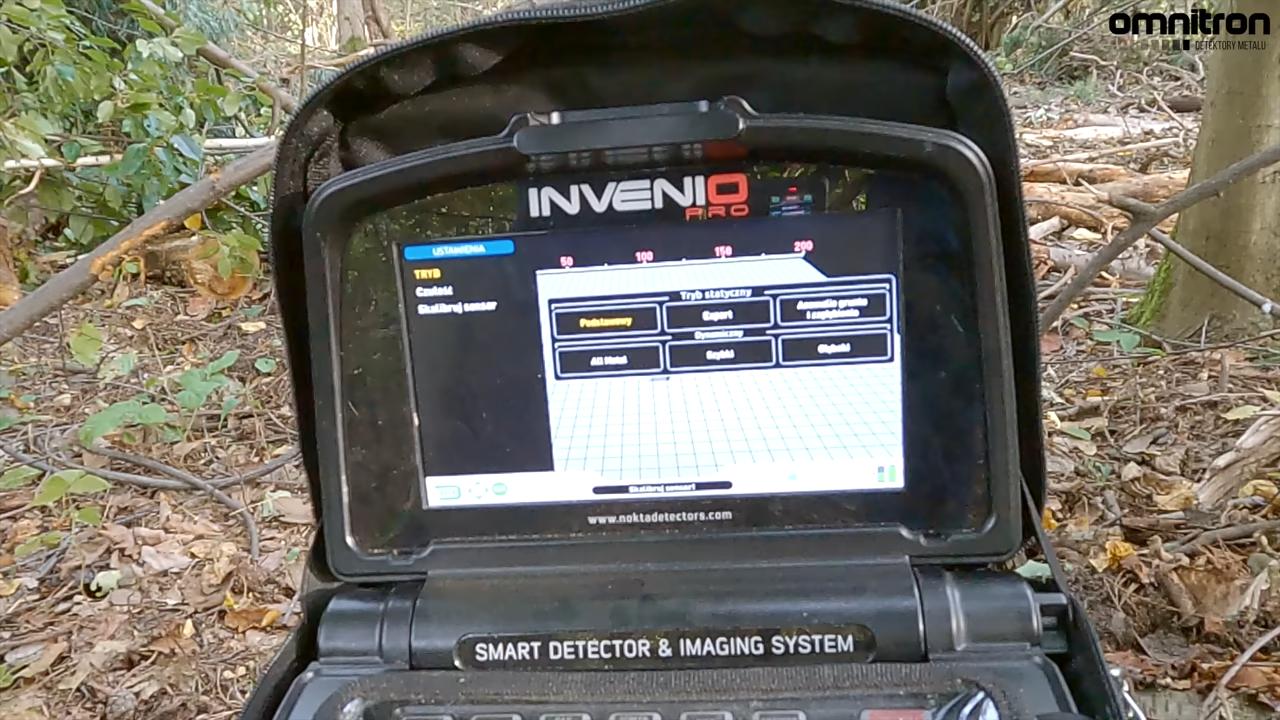 omnitron
DETEKTORY METALU
INVENIO
PRO
USTAWIENIA
50 100 150 200
TRYB
Czułość
Skalibruj sensor
Tryb statyczny
Podstawowy Expert Anomalie gruntu
i zagłębienia
Dynamiczny
All Metal Szybki Głęboki
Skalibruj sensor!
www.noktadetectors.com
SMART DETECTOR & IMAGING SYSTEM